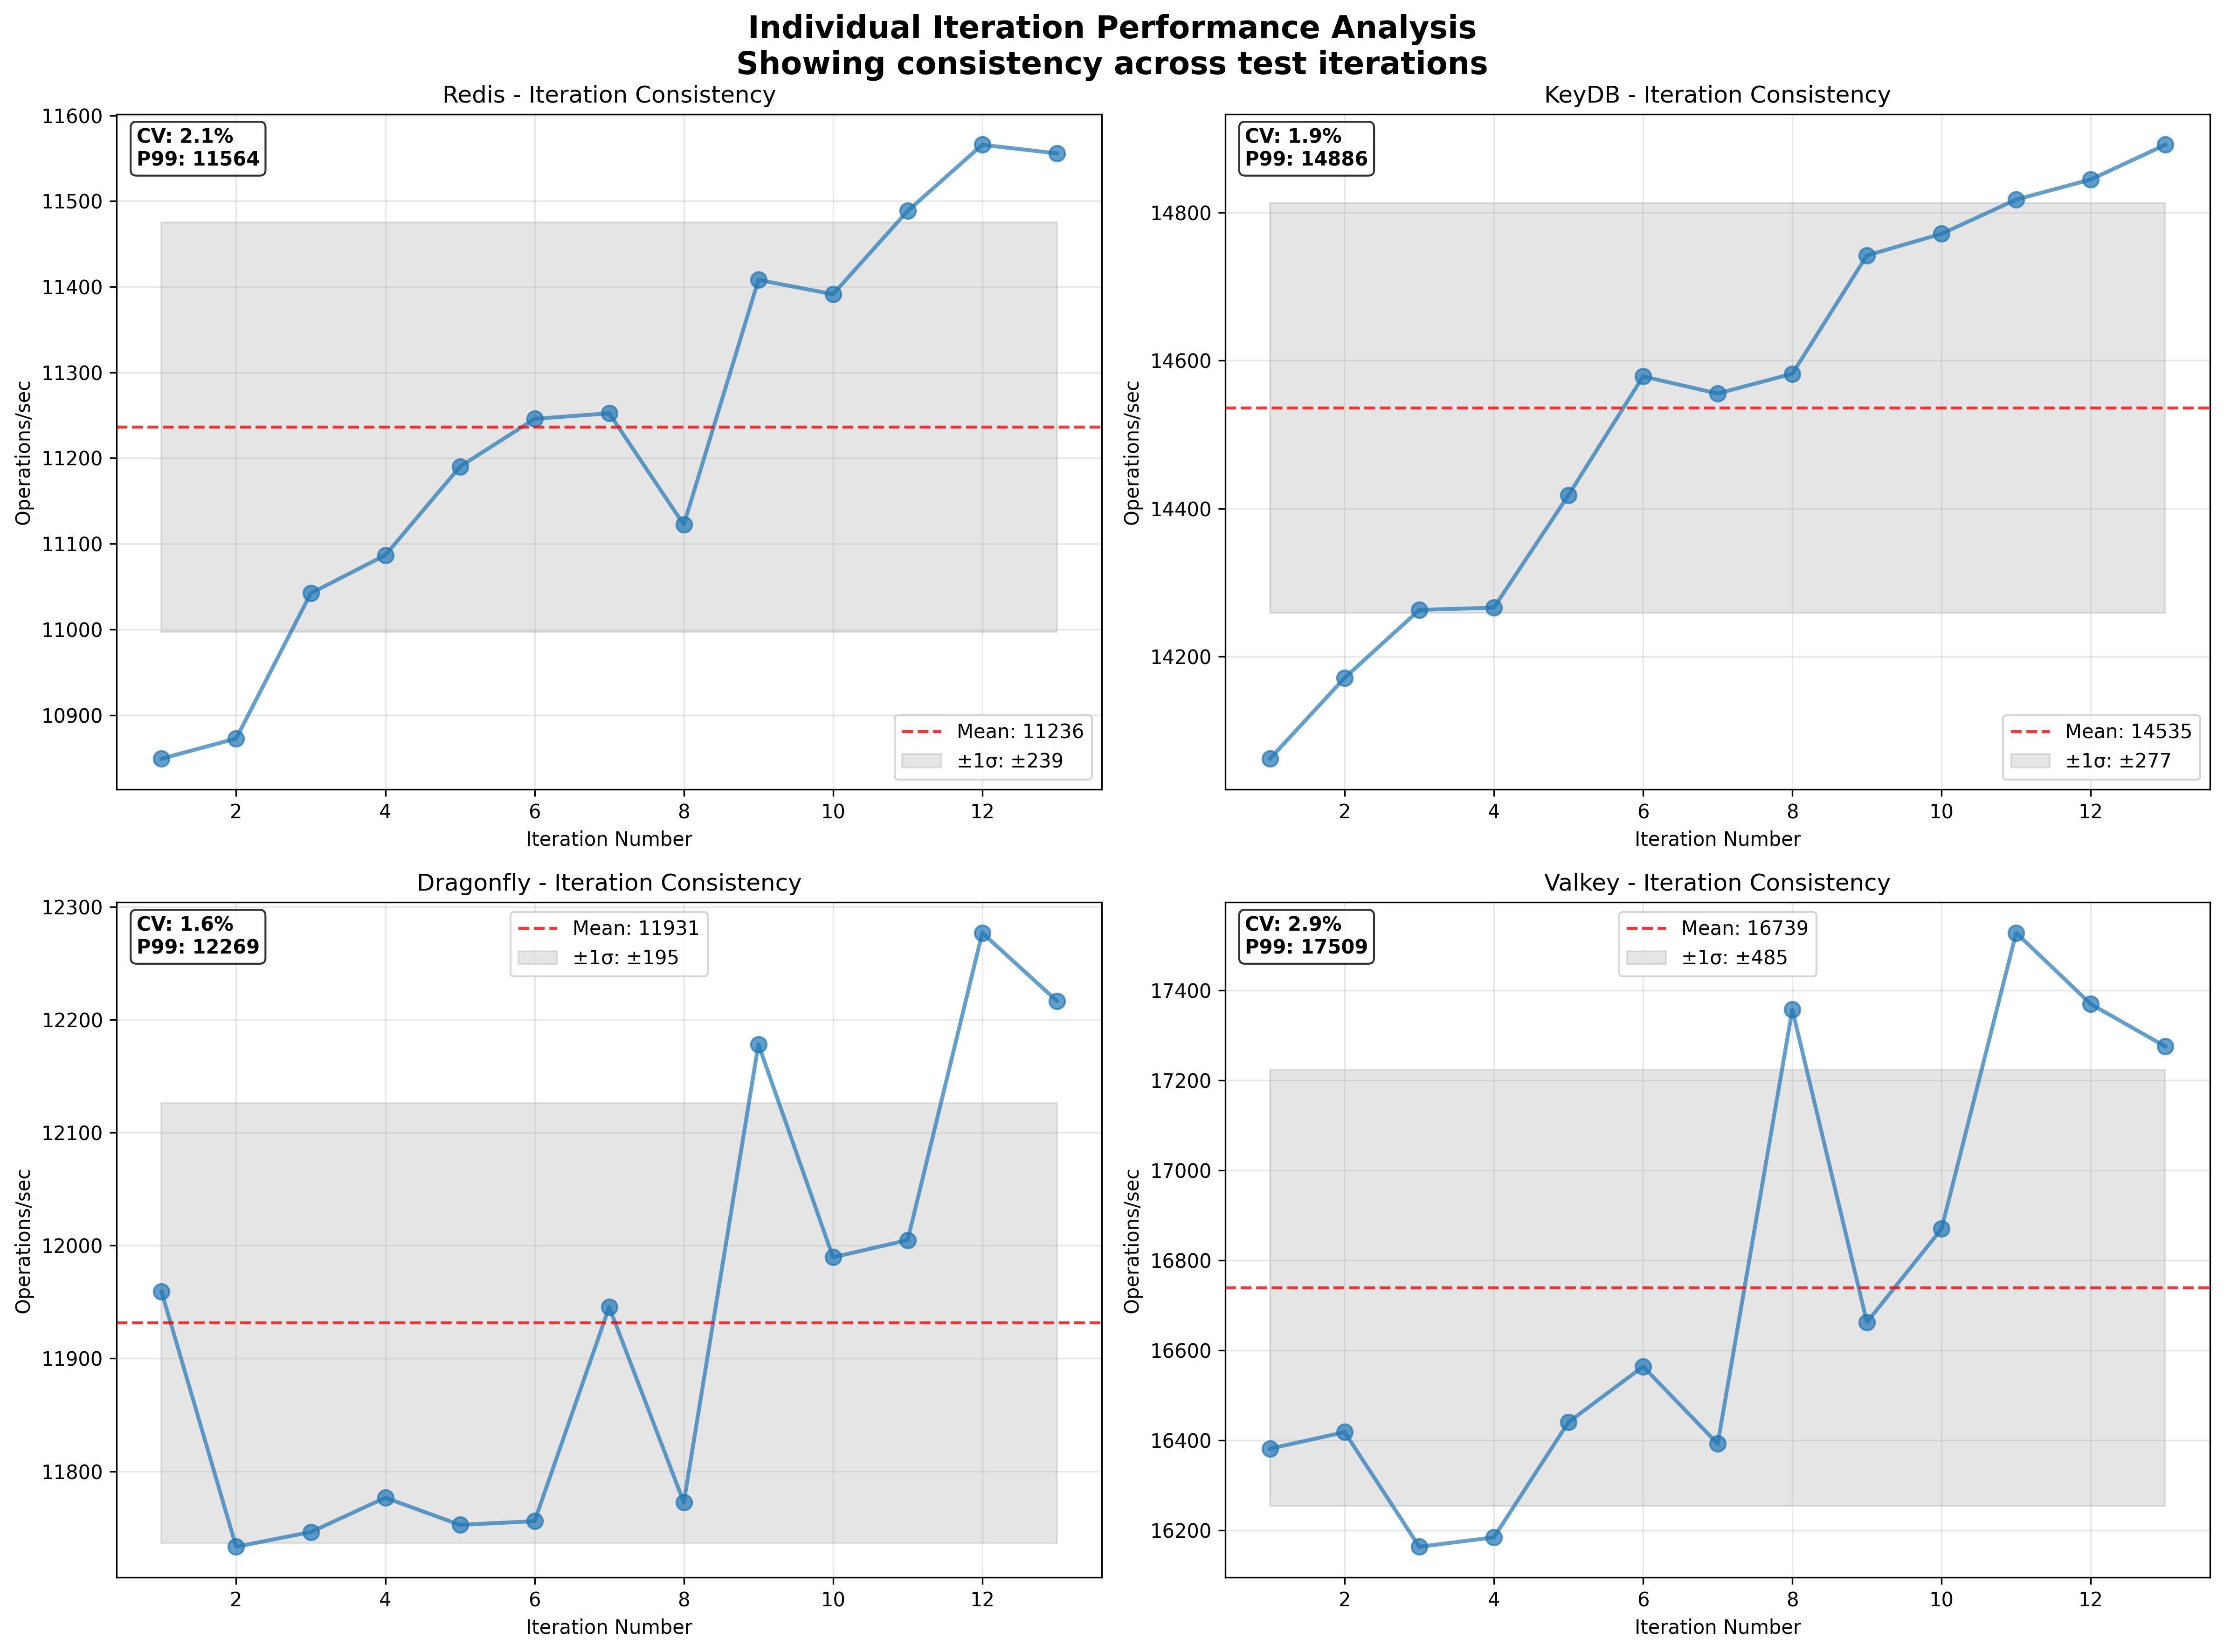 Individual Iteration Performance Analysis
Showing consistency across test iterations
Redis - Iteration Consistency
CV: 2.1%
P99: 11564
11600
11500
11400
11300
11200
11100
11000
10900
Operations/sec
Mean: 11236
±1σ: ±239
2 4 6 8 10 12
Iteration Number
KeyDB - Iteration Consistency
CV: 1.9%
P99: 14886
14800
14600
14400
14200
Operations/sec
Mean: 14535
±1σ: ±277
2 4 6 8 10 12
Iteration Number
Dragonfly - Iteration Consistency
CV: 1.6%
P99: 12269
Mean: 11931
±1σ: ±195
12300
12200
12100
12000
11900
11800
Operations/sec
2 4 6 8 10 12
Iteration Number
Valkey - Iteration Consistency
CV: 2.9%
P99: 17509
Mean: 16739
±1σ: ±485
17400
17200
17000
16800
16600
16400
16200
Operations/sec
2 4 6 8 10 12
Iteration Number